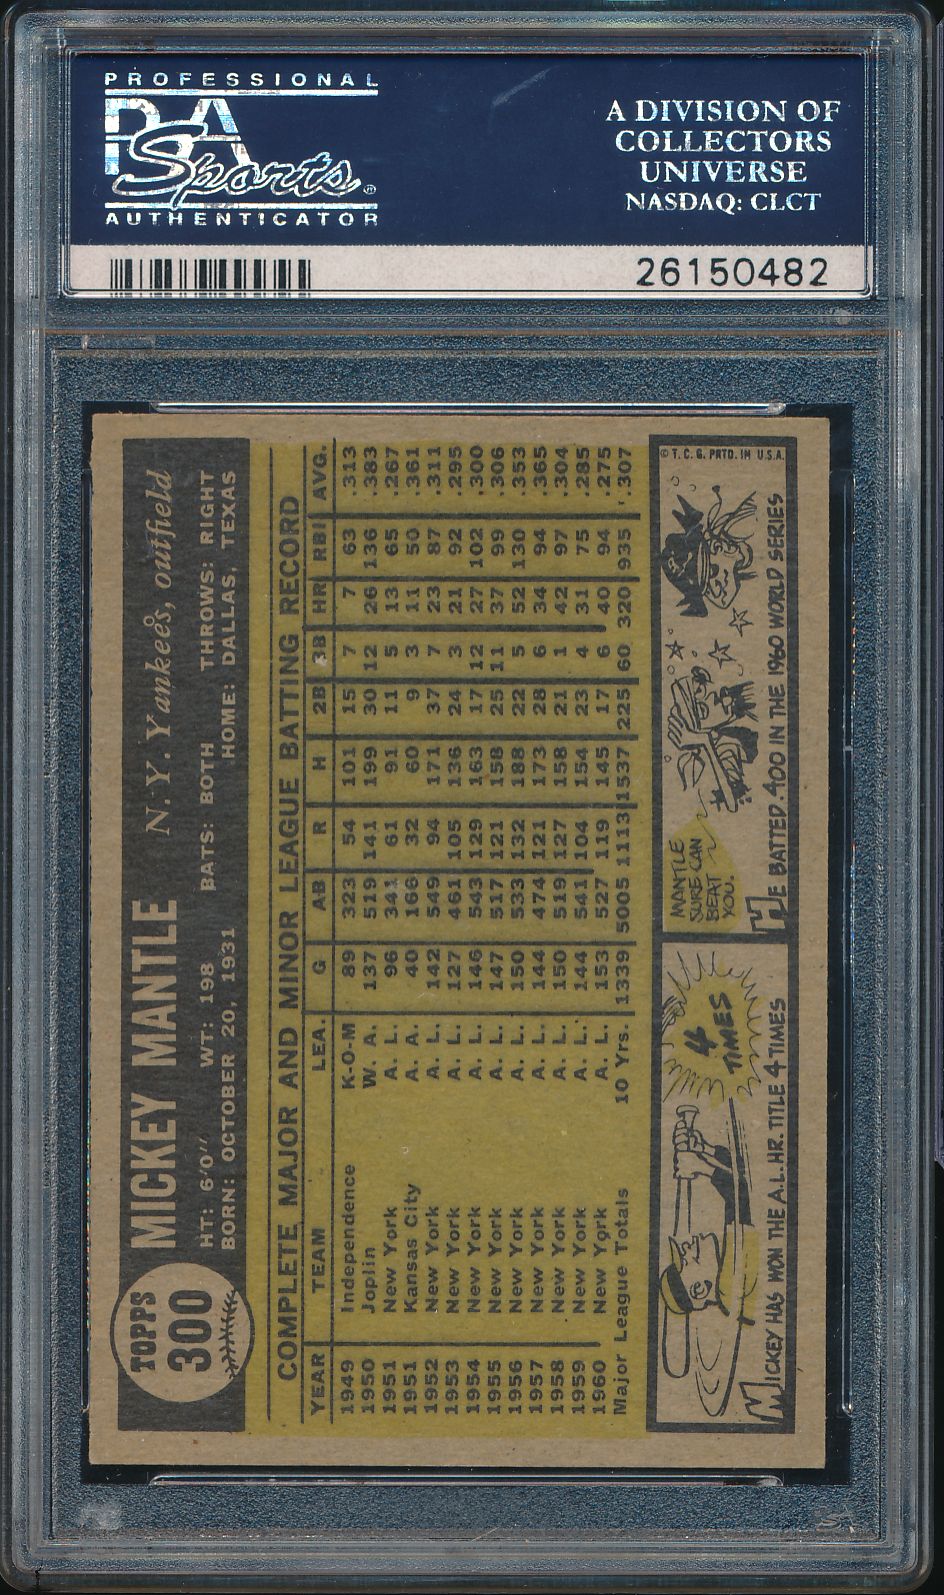 PROFESSIONAL
PSA
Sports
AUTHENTICATOR
A DIVISION OF
COLLECTORS
UNIVERSE
NASDAQ: CLCT
26150482
TOPPS
300
MICKEY MANTLE N. Y. Yankees, outfield
HT: 6'0" WT: 198 BATS: BOTH THROWS: RIGHT
BORN: OCTOBER 20, 1931 HOME: DALLAS, TEXAS
COMPLETE MAJOR AND MINOR LEAGUE BATTING RECORD
YEAR TEAM LEA. G AB R H 2B 3B HR RBI AVG.
1949 Independence K-O-M 89 323 54 101 15 7 7 63 .313
1950 Joplin W. A. 137 519 141 199 30 12 26 136 .383
1951 New York A. L. 96 341 61 91 11 5 13 65 .267
1951 Kansas City A. A. 40 166 32 60 9 3 11 50 .361
1952 New York A. L. 142 549 94 171 37 7 23 87 .311
1953 New York A. L. 127 461 105 136 24 3 21 92 .295
1954 New York A. L. 146 543 129 163 17 12 27 102 .300
1955 New York A. L. 147 517 121 158 25 11 37 99 .306
1956 New York A. L. 150 533 132 188 22 5 52 130 .353
1957 New York A. L. 144 474 121 173 28 6 34 94 .365
1958 New York A. L. 150 519 127 158 21 1 42 97 .304
1959 New York A. L. 144 541 104 154 23 4 31 75 .285
1960 New York A. L. 153 527 119 145 17 6 40 94 .275
Major League Totals 10 Yrs. 1339 5005 1113 1537 225 60 320 935 .307
4
TIMES
MICKEY HAS WON THE A.L. HR. TITLE 4 TIMES
MANTLE
SURE CAN
BEAT
YOU.
HE BATTED .400 IN THE 1960 WORLD SERIES
© T. C. G. PRTD. IN U.S.A.